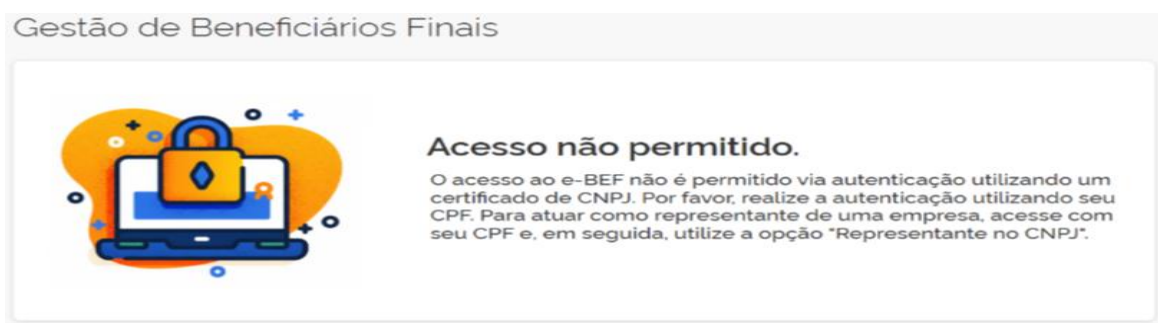 Gestão de Beneficiários Finais
Acesso não permitido.
O acesso ao e-BEF não é permitido via autenticação utilizando um
certificado de CNPJ. Por favor, realize a autenticação utilizando seu
CPF. Para atuar como representante de uma empresa, acesse com
seu CPF e, em seguida, utilize a opção "Representante no CNPJ".